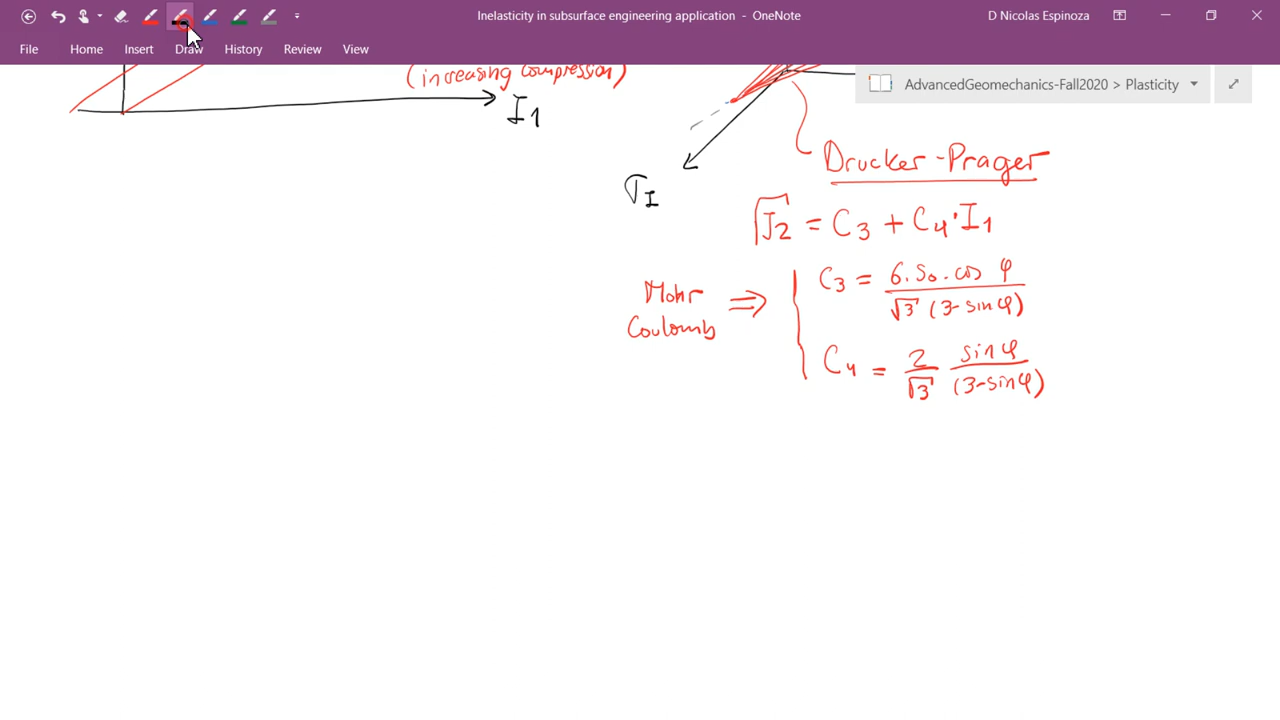 Inelasticity in subsurface engineering application - OneNote
D Nicolas Espinoza
File Home Insert Draw History Review View
AdvancedGeomechanics-Fall2020 > Plasticity
(increasing compression)
I1
σI
Drucker-Prager
√J2 = C3 + C4·I1
Mohr Coulomb ⇒
C3 = 6·S0·cos φ / √3 (3-sin φ)
C4 = 2/√3 sin φ / (3-sin φ)